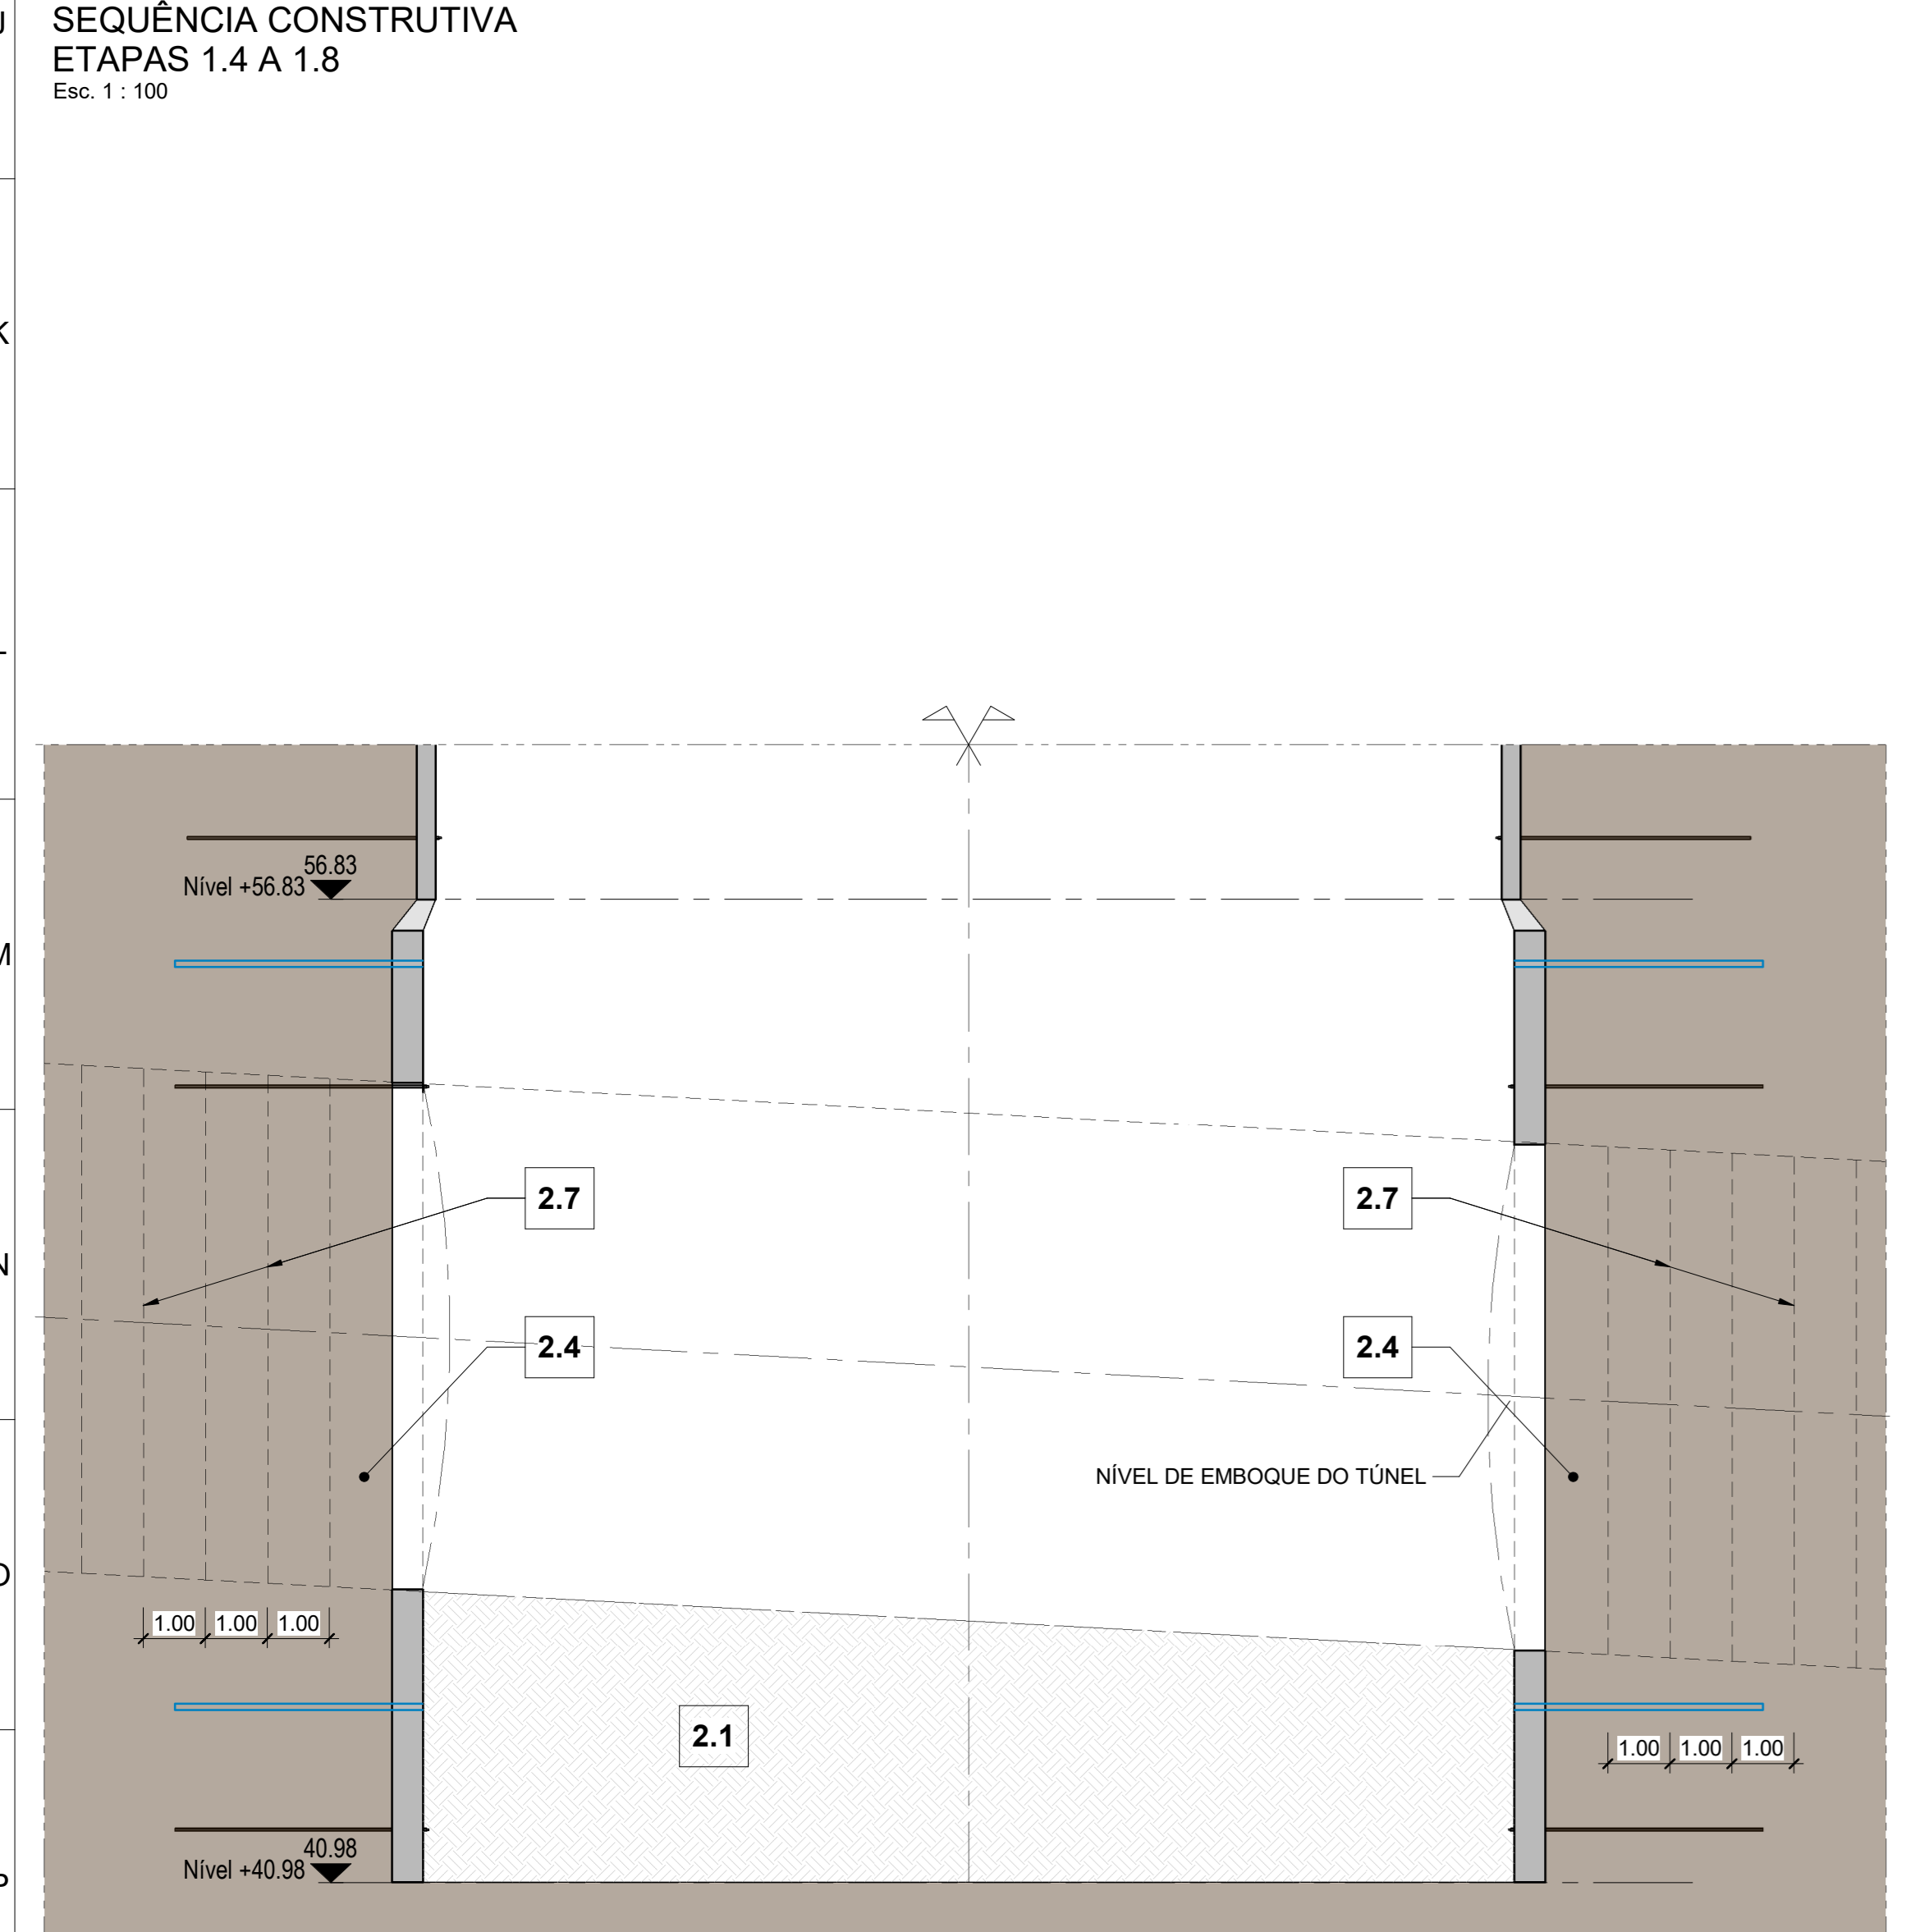 SEQUÊNCIA CONSTRUTIVA
ETAPAS 1.4 A 1.8
Esc. 1 : 100
J
K
L
M
N
O
P
56.83
Nível +56.83
2.7
2.7
2.4
2.4
NÍVEL DE EMBOQUE DO TÚNEL
1.00 1.00 1.00
2.1
1.00 1.00 1.00
40.98
Nível +40.98